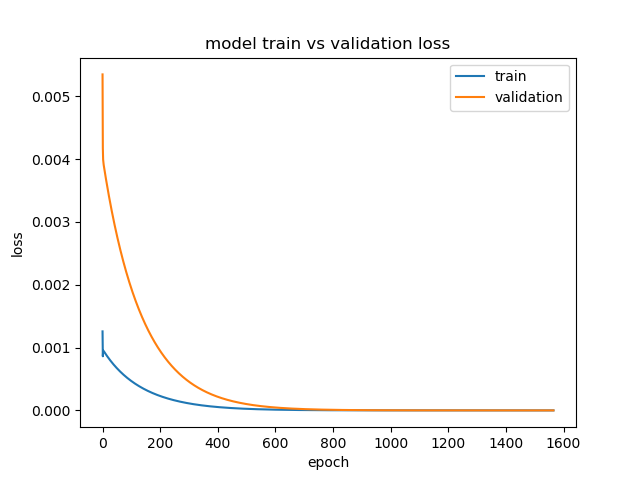 model train vs validation loss
train
validation
0.005
0.004
0.003
0.002
0.001
0.000
loss
0 200 400 600 800 1000 1200 1400 1600
epoch